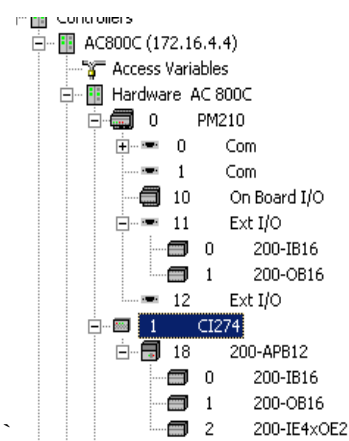 Controllers
AC800C (172.16.4.4)
Access Variables
Hardware AC 800C
0 PM210
0 Com
1 Com
10 On Board I/O
11 Ext I/O
0 200-IB16
1 200-OB16
12 Ext I/O
1 CI274
18 200-APB12
0 200-IB16
1 200-OB16
2 200-IE4xOE2